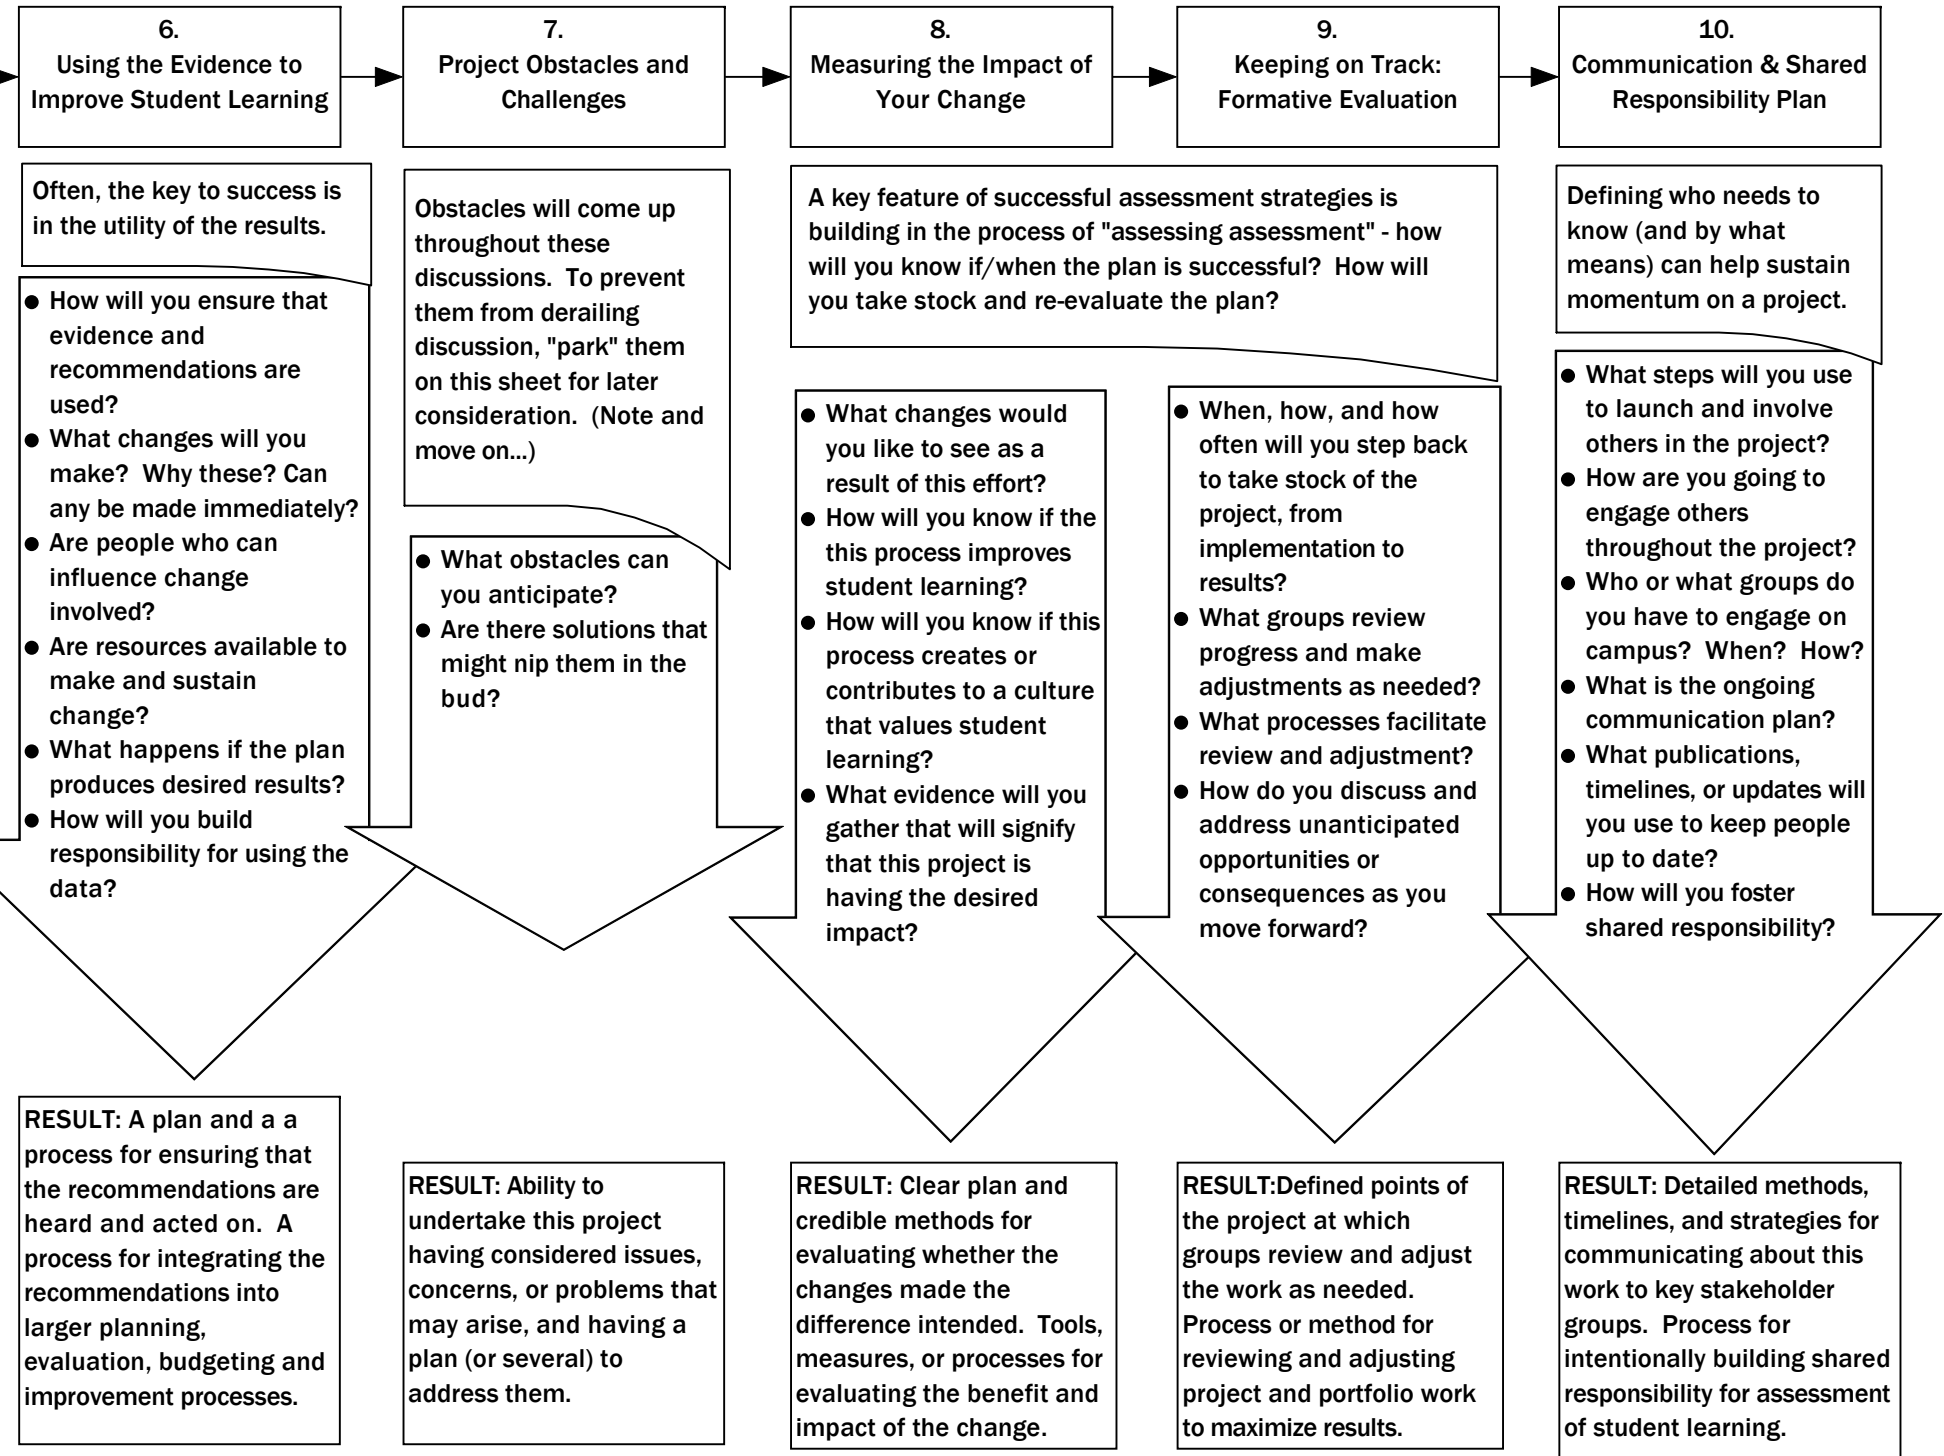 6.
Using the Evidence to
Improve Student Learning
7.
Project Obstacles and
Challenges
8.
Measuring the Impact of
Your Change
9.
Keeping on Track:
Formative Evaluation
10.
Communication & Shared
Responsibility Plan
Often, the key to success is
in the utility of the results.
● How will you ensure that
evidence and
recommendations are
used?
● What changes will you
make?  Why these? Can
any be made immediately?
● Are people who can
influence change
involved?
● Are resources available to
make and sustain
change?
● What happens if the plan
produces desired results?
● How will you build
responsibility for using the
data?
RESULT: A plan and a a
process for ensuring that
the recommendations are
heard and acted on.  A
process for integrating the
recommendations into
larger planning,
evaluation, budgeting and
improvement processes.
Obstacles will come up
throughout these
discussions.  To prevent
them from derailing
discussion, "park" them
on this sheet for later
consideration.  (Note and
move on...)
● What obstacles can
you anticipate?
● Are there solutions that
might nip them in the
bud?
RESULT: Ability to
undertake this project
having considered issues,
concerns, or problems that
may arise, and having a
plan (or several) to
address them.
A key feature of successful assessment strategies is
building in the process of "assessing assessment" - how
will you know if/when the plan is successful?  How will
you take stock and re-evaluate the plan?
● What changes would
you like to see as a
result of this effort?
● How will you know if the
this process improves
student learning?
● How will you know if this
process creates or
contributes to a culture
that values student
learning?
● What evidence will you
gather that will signify
that this project is
having the desired
impact?
RESULT: Clear plan and
credible methods for
evaluating whether the
changes made the
difference intended.  Tools,
measures, or processes for
evaluating the benefit and
impact of the change.
● When, how, and how
often will you step back
to take stock of the
project, from
implementation to
results?
● What groups review
progress and make
adjustments as needed?
● What processes facilitate
review and adjustment?
● How do you discuss and
address unanticipated
opportunities or
consequences as you
move forward?
RESULT:Defined points of
the project at which
groups review and adjust
the work as needed.
Process or method for
reviewing and adjusting
project and portfolio work
to maximize results.
Defining who needs to
know (and by what
means) can help sustain
momentum on a project.
● What steps will you use
to launch and involve
others in the project?
● How are you going to
engage others
throughout the project?
● Who or what groups do
you have to engage on
campus?  When?  How?
● What is the ongoing
communication plan?
● What publications,
timelines, or updates will
you use to keep people
up to date?
● How will you foster
shared responsibility?
RESULT: Detailed methods,
timelines, and strategies for
communicating about this
work to key stakeholder
groups.  Process for
intentionally building shared
responsibility for assessment
of student learning.